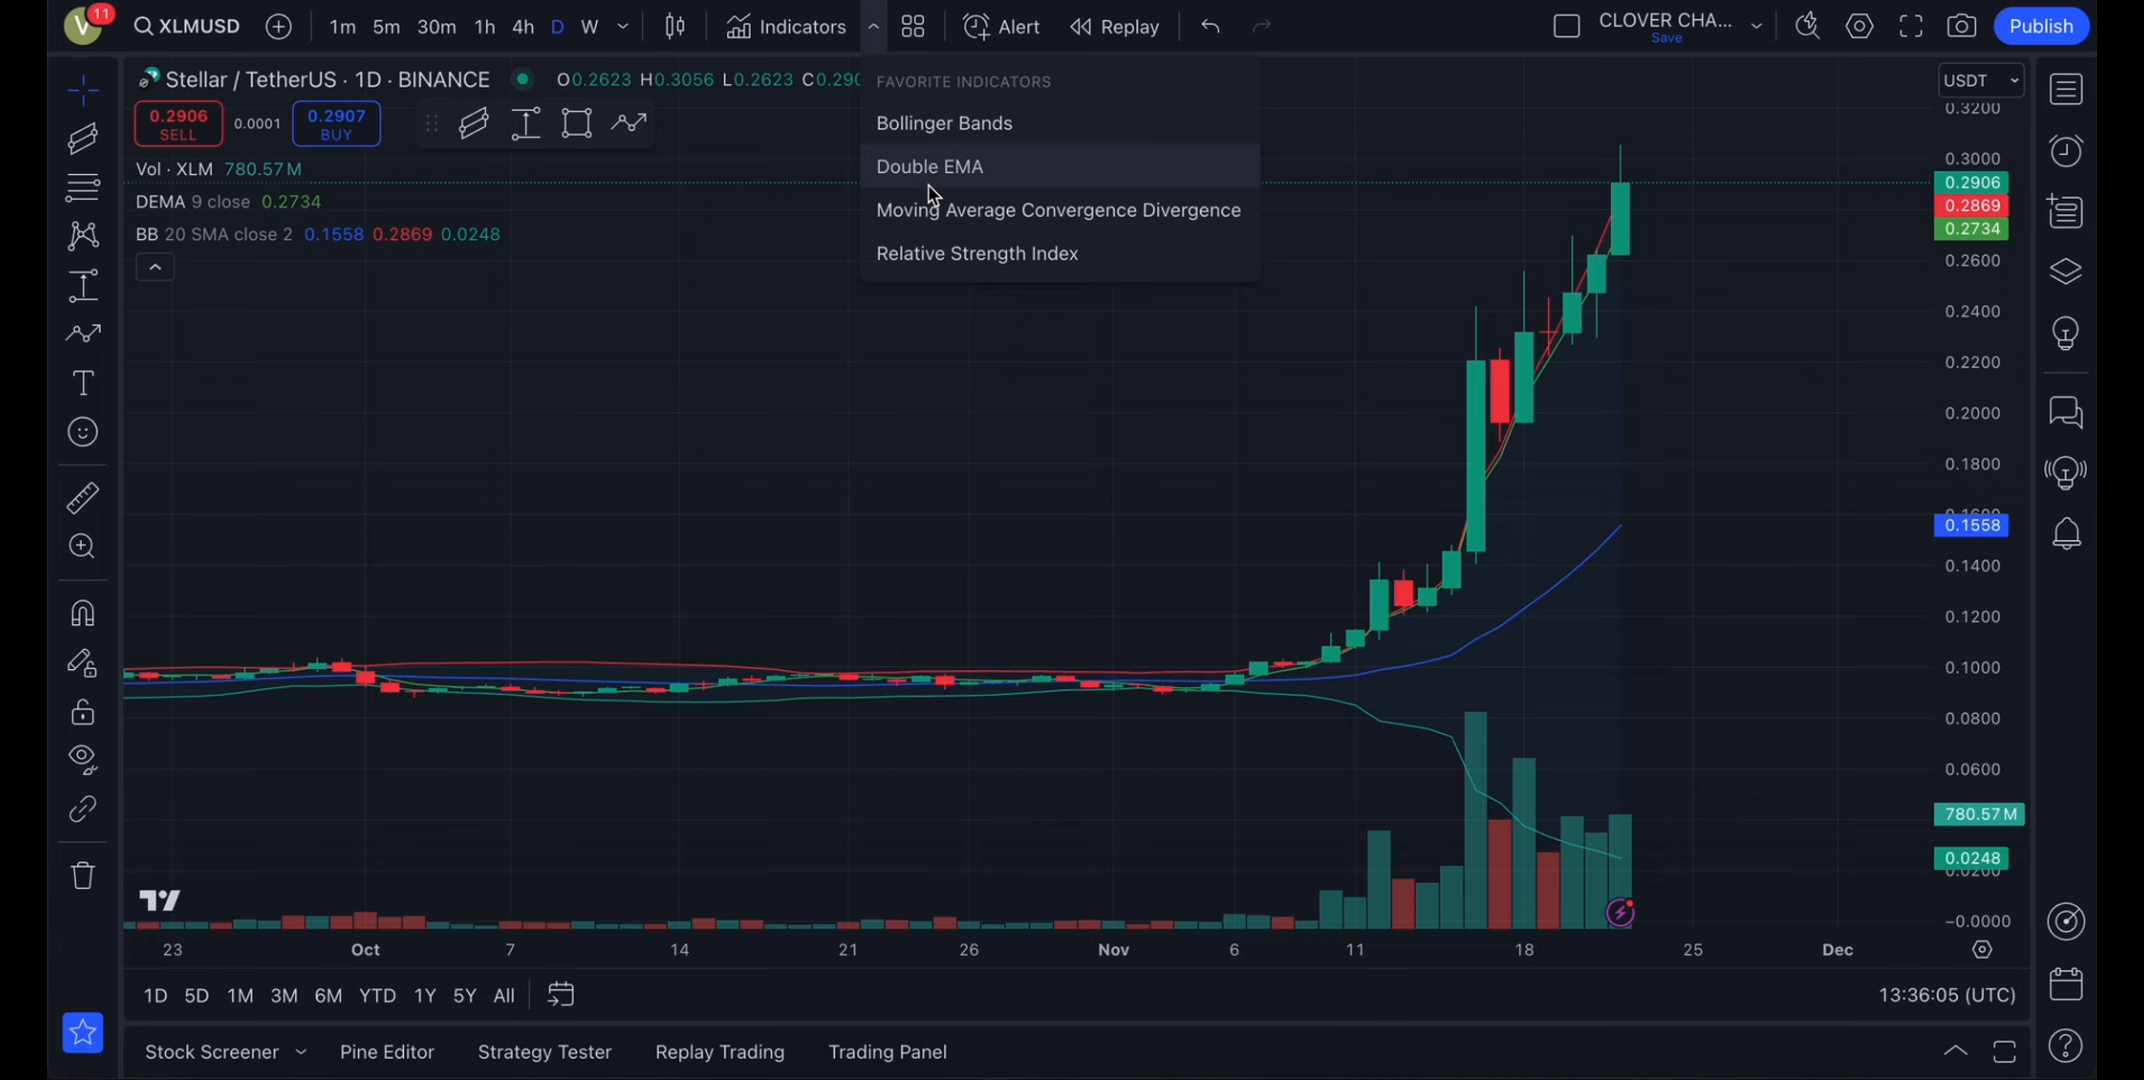 V 11 XLMUSD 1m 5m 30m 1h 4h D W Indicators Alert Replay CLOVER CHA... Save Publish
Stellar / TetherUS · 1D · BINANCE O0.2623 H0.3056 L0.2623 C0.290
0.2906 SELL 0.0001 0.2907 BUY
Vol · XLM 780.57 M
DEMA 9 close 0.2734
BB 20 SMA close 2 0.1558 0.2869 0.0248
FAVORITE INDICATORS
Bollinger Bands
Double EMA
Moving Average Convergence Divergence
Relative Strength Index
USDT
0.3200
0.3000
0.2906
0.2869
0.2734
0.2600
0.2400
0.2200
0.2000
0.1800
0.1558
0.1400
0.1200
0.1000
0.0800
0.0600
780.57 M
0.0248
0.0200
−0.0000
23 Oct 7 14 21 26 Nov 6 11 18 25 Dec
1D 5D 1M 3M 6M YTD 1Y 5Y All 13:36:05 (UTC)
Stock Screener Pine Editor Strategy Tester Replay Trading Trading Panel